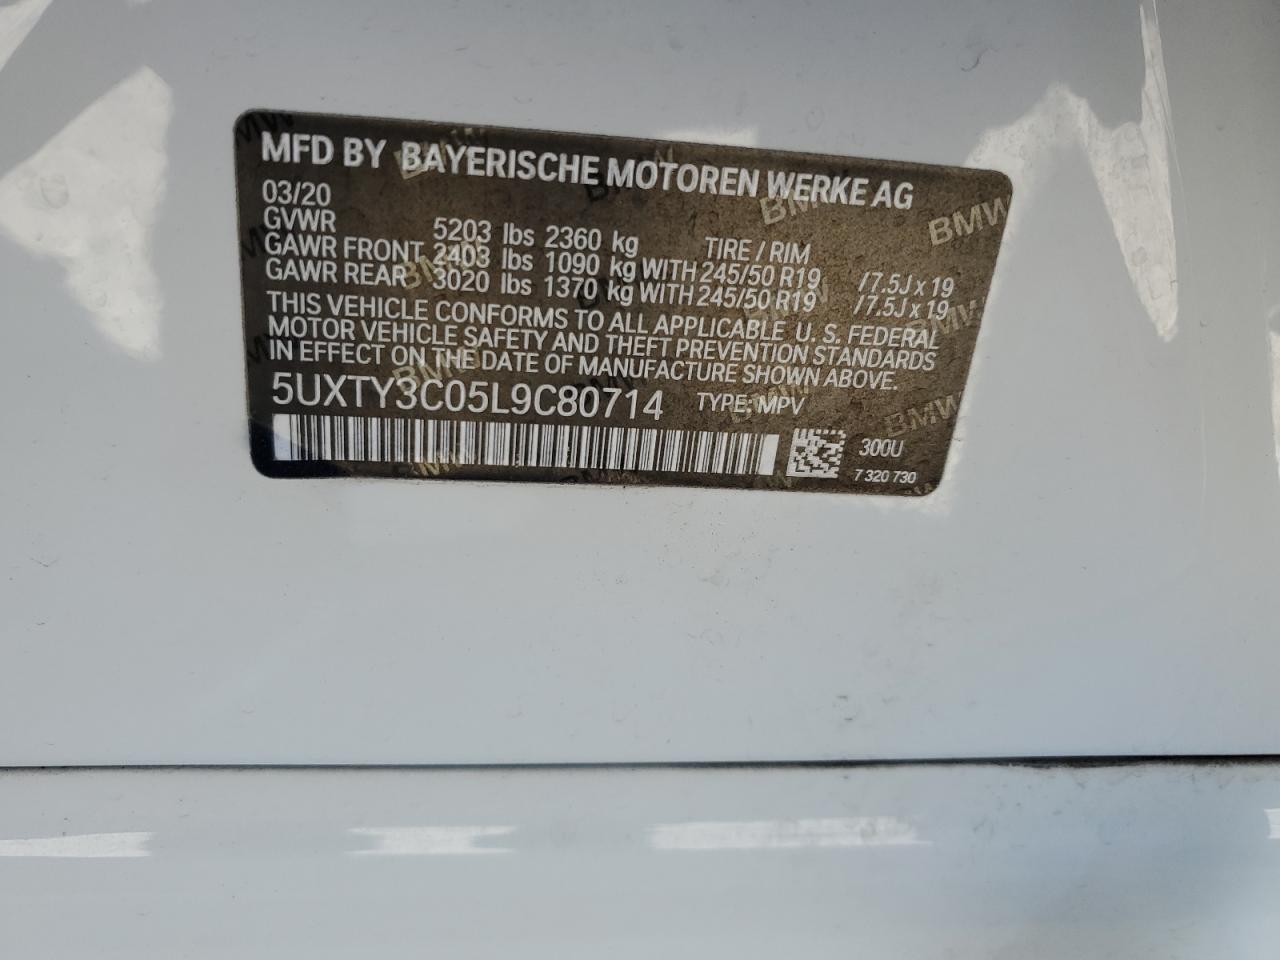 MFD BY BAYERISCHE MOTOREN WERKE AG
03/20
GVWR 5203 lbs 2360 kg TIRE / RIM
GAWR FRONT 2403 lbs 1090 kg WITH 245/50 R19 /7.5J x 19
GAWR REAR 3020 lbs 1370 kg WITH 245/50 R19 /7.5J x 19
THIS VEHICLE CONFORMS TO ALL APPLICABLE U. S. FEDERAL
MOTOR VEHICLE SAFETY AND THEFT PREVENTION STANDARDS
IN EFFECT ON THE DATE OF MANUFACTURE SHOWN ABOVE.
5UXTY3C05L9C80714 TYPE: MPV
300U
7 320 730